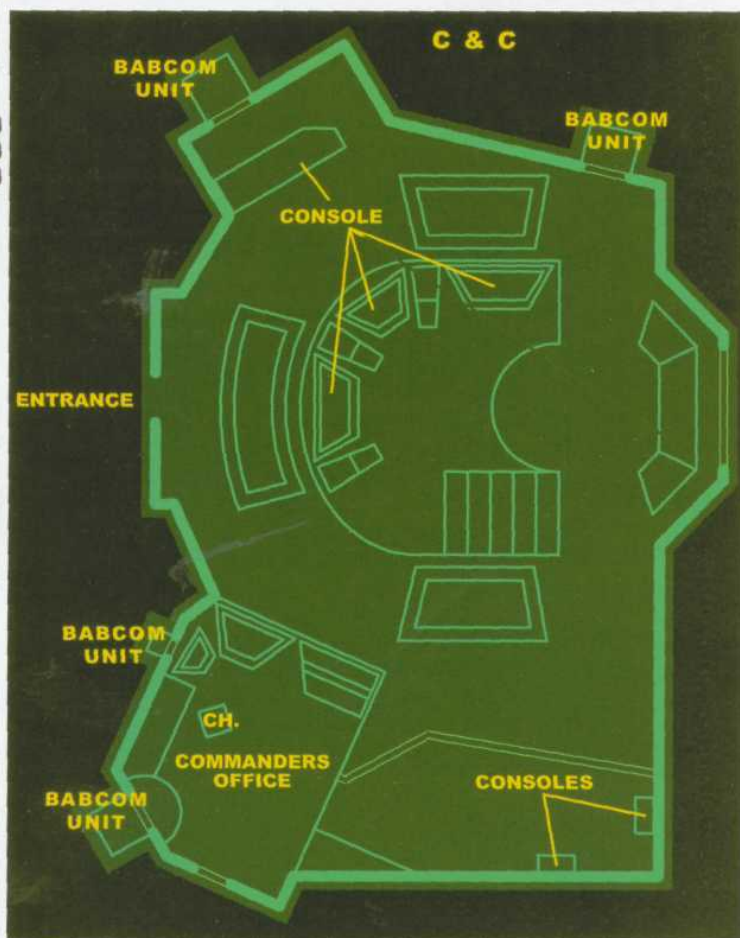 C & C
BABCOM
UNIT
BABCOM
UNIT
CONSOLE
ENTRANCE
BABCOM
UNIT
CH.
COMMANDERS
OFFICE
CONSOLES
BABCOM
UNIT